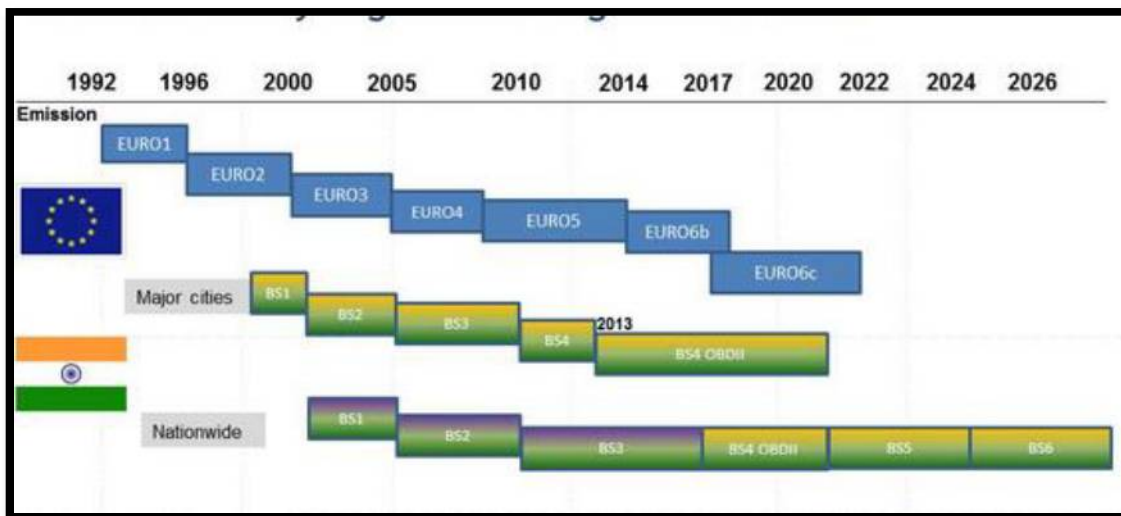 1992 1996 2000 2005 2010 2014 2017 2020 2022 2024 2026
Emission
EURO1
EURO2
EURO3
EURO4
EURO5
EURO6b
EURO6c
Major cities
BS1
BS2
BS3
BS4
2013
BS4 OBDII
Nationwide
BS1
BS2
BS3
BS4 OBDII
BS5
BS6